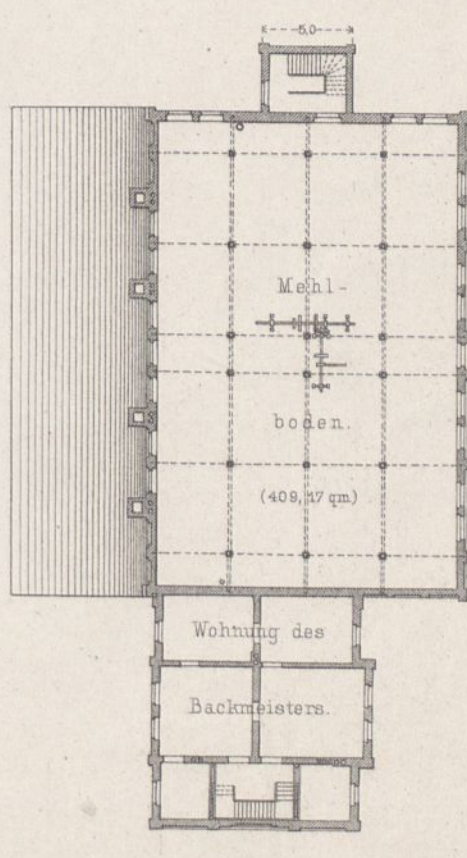 5,0
Mehl-
boden.
(409,17 qm.)
Wohnung des
Backmeisters.